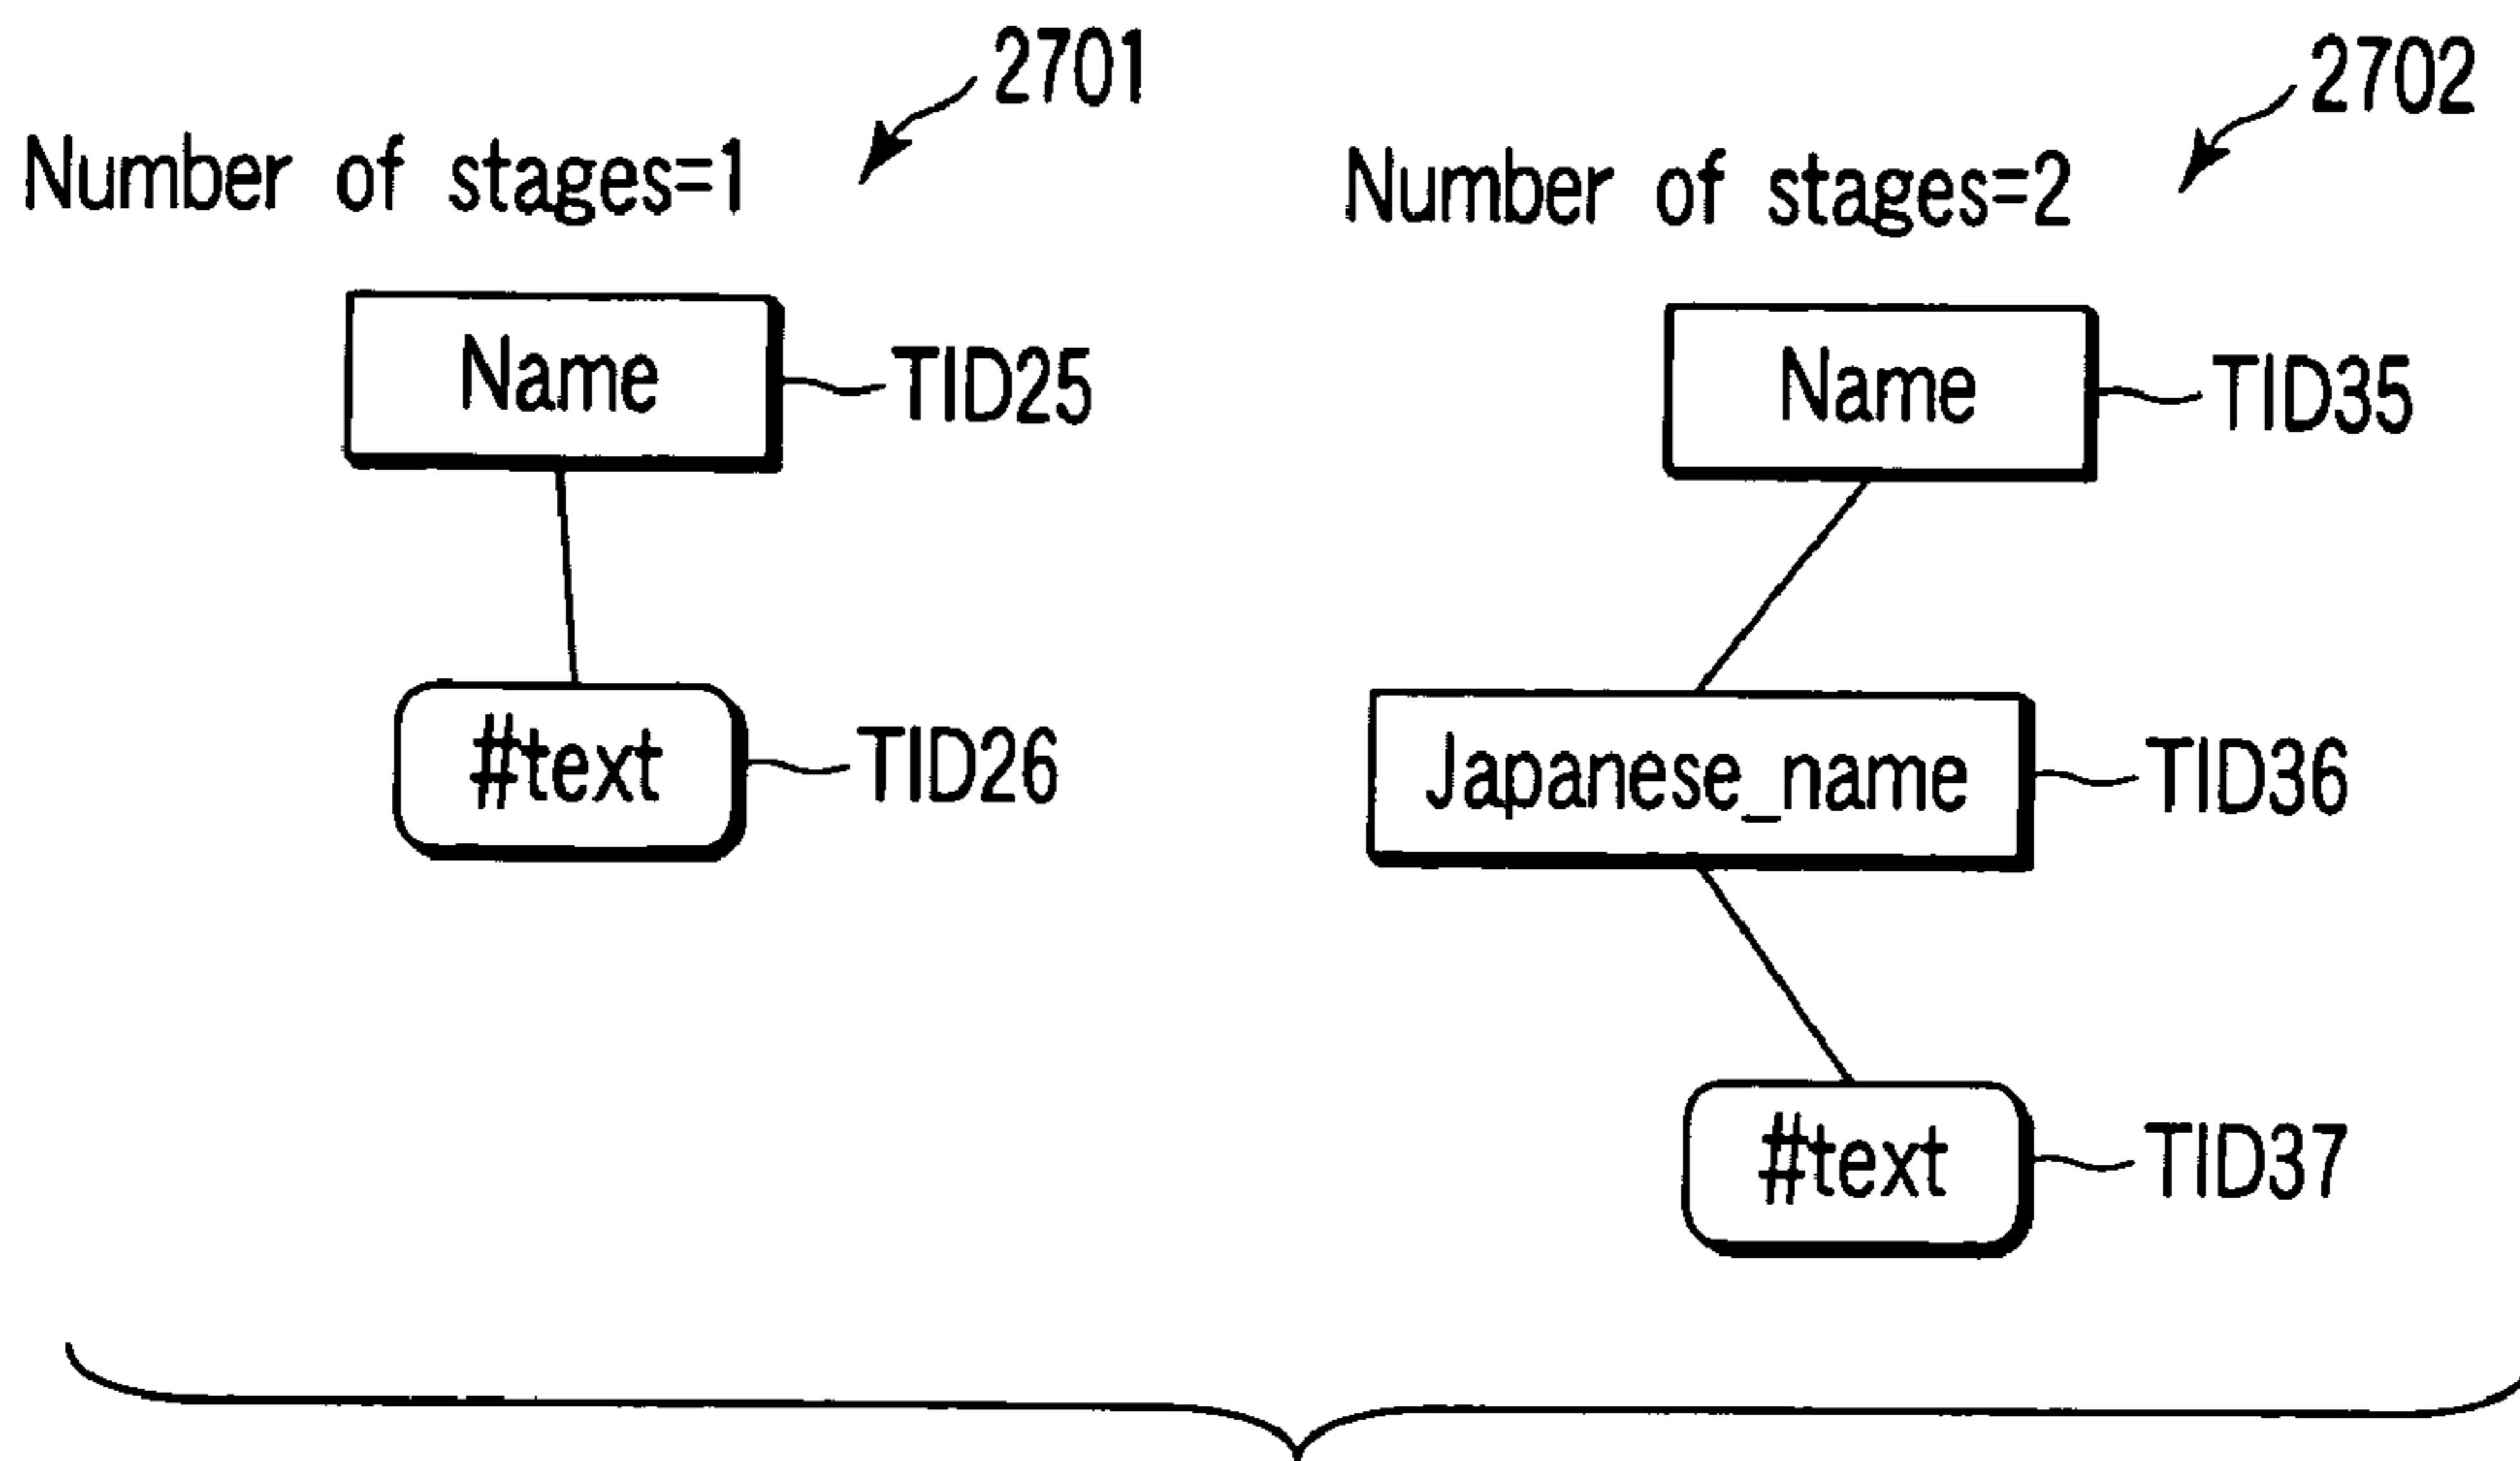 2701
Number of stages=1
Name
TID25
#text
TID26
2702
Number of stages=2
Name
TID35
Japanese_name
TID36
#text
TID37